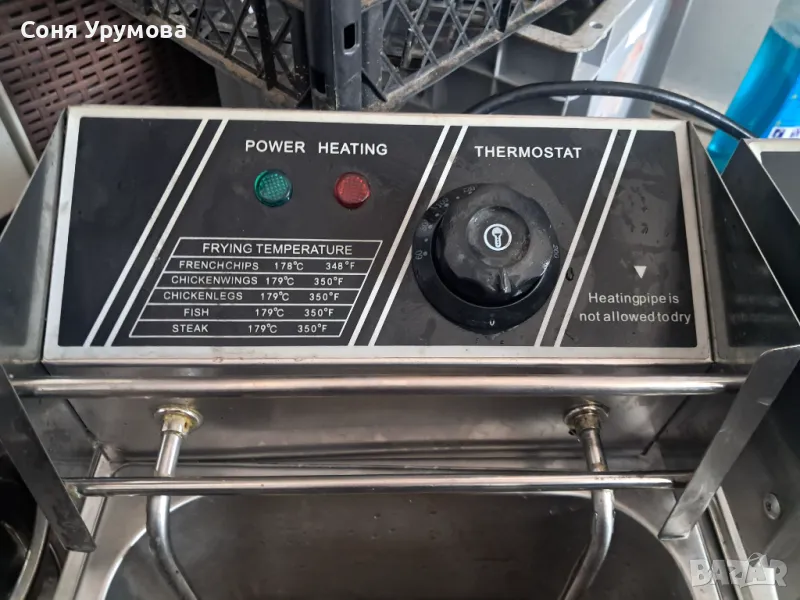 Соня Урумова
POWER HEATING
THERMOSTAT
FRYING TEMPERATURE
FRENCHCHIPS 178℃ 348°F
CHICKENWINGS 179℃ 350°F
CHICKENLEGS 179℃ 350°F
FISH 179℃ 350°F
STEAK 179℃ 350°F
Heatingpipe is
not allowed to dry
BAZAR